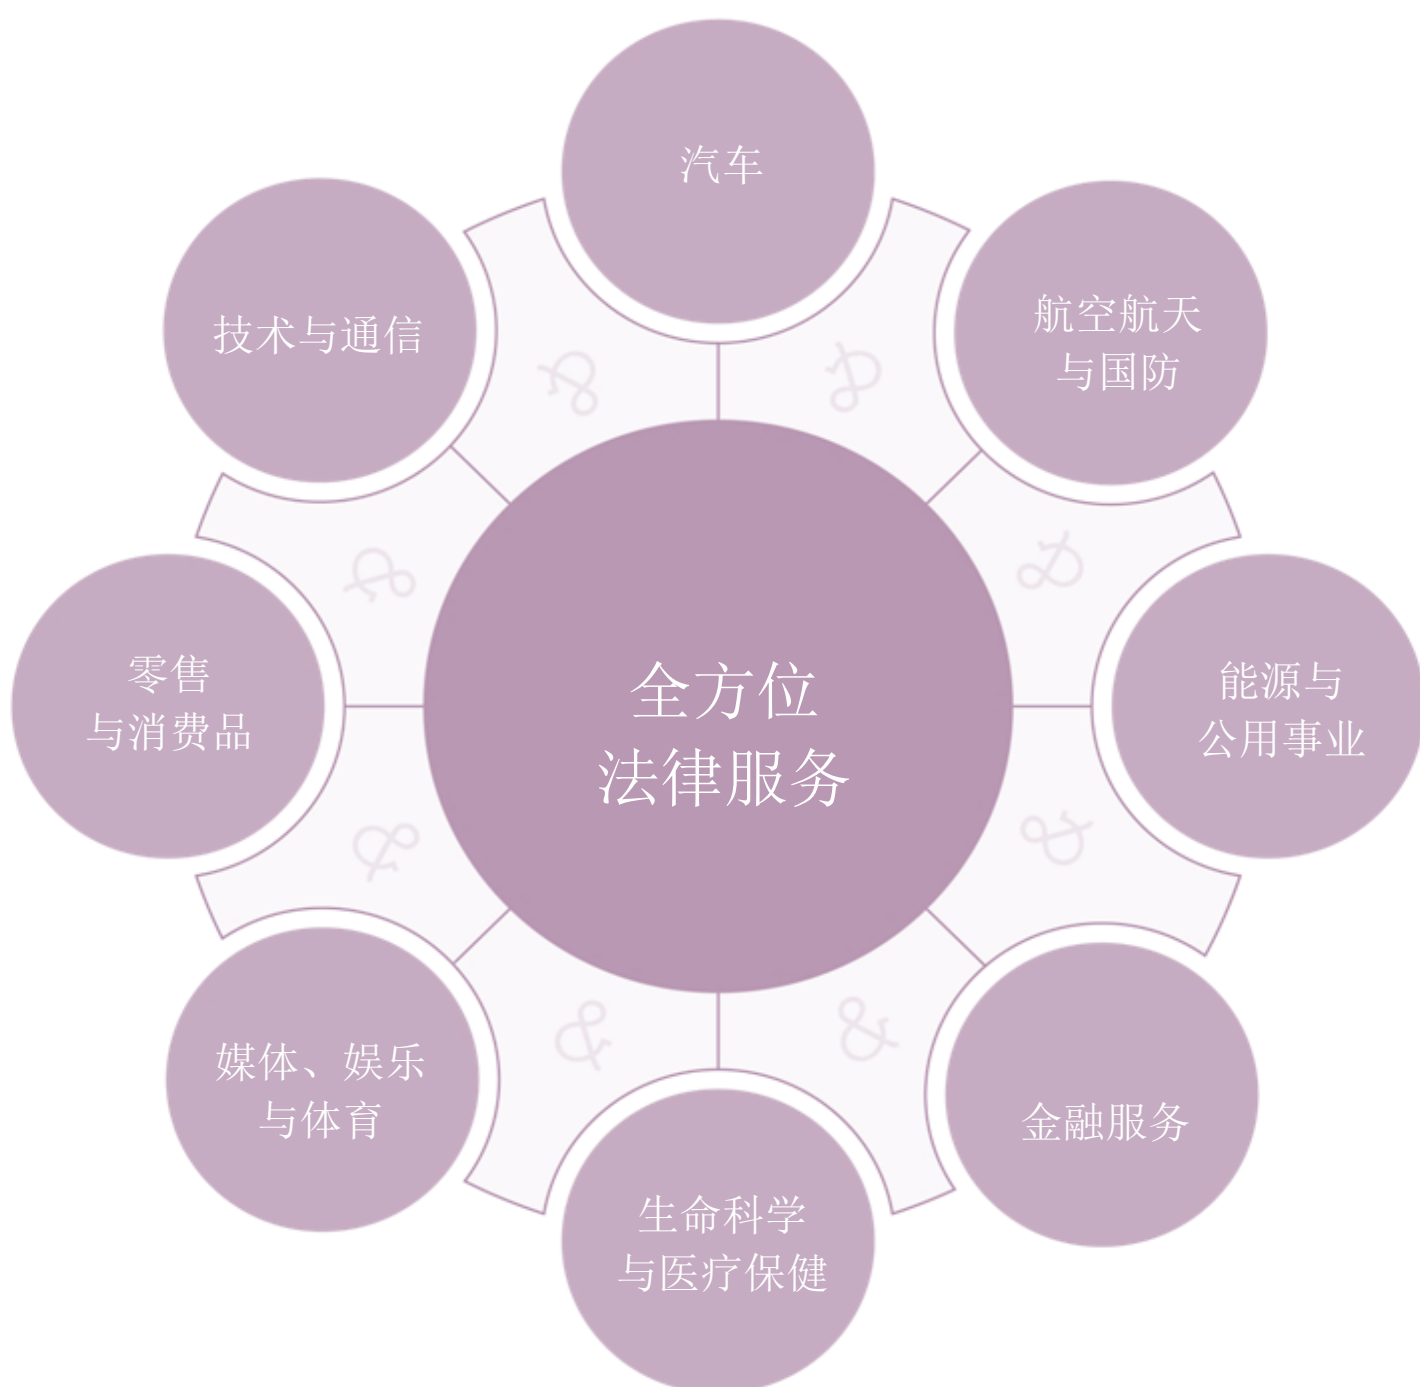 汽车
航空航天
与国防
技术与通信
&
&
&
&
零售
与消费品
全方位
法律服务
能源与
公用事业
&
&
&
&
媒体、娱乐
与体育
金融服务
生命科学
与医疗保健